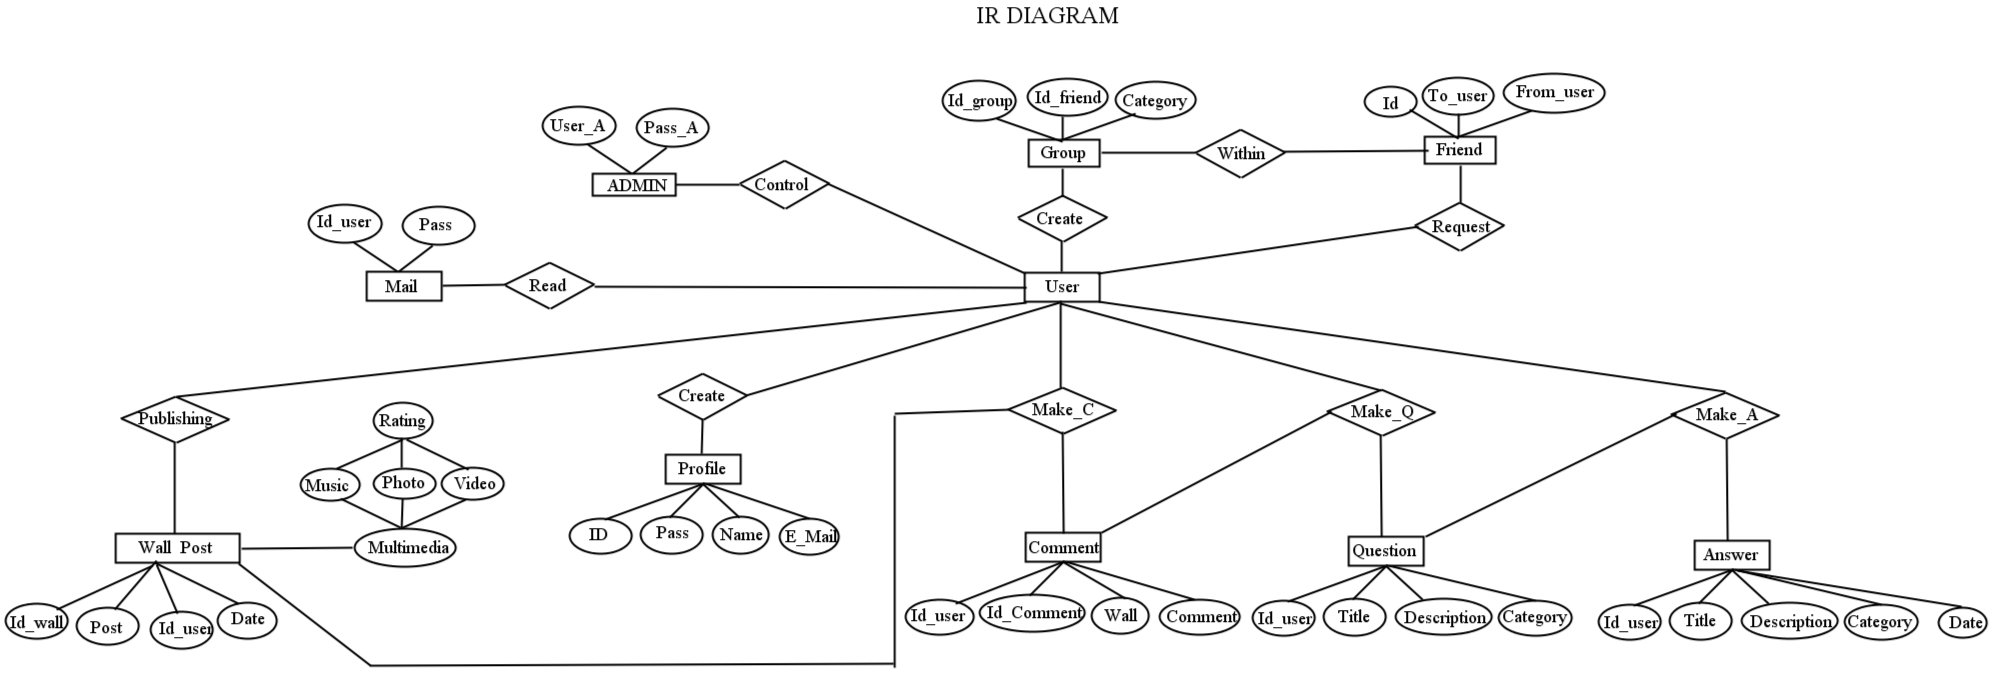 IR DIAGRAM
Id_group
Id_friend
Category
Id
To_user
From_user
User_A
Pass_A
Group
Within
Friend
ADMIN
Control
Create
Request
Id_user
Pass
Mail
Read
User
Publishing
Create
Make_C
Make_Q
Make_A
Rating
Music
Photo
Video
Profile
ID
Pass
Name
E_Mail
Wall Post
Multimedia
Comment
Question
Answer
Id_wall
Post
Id_user
Date
Id_user
Id_Comment
Wall
Comment
Id_user
Title
Description
Category
Id_user
Title
Description
Category
Date